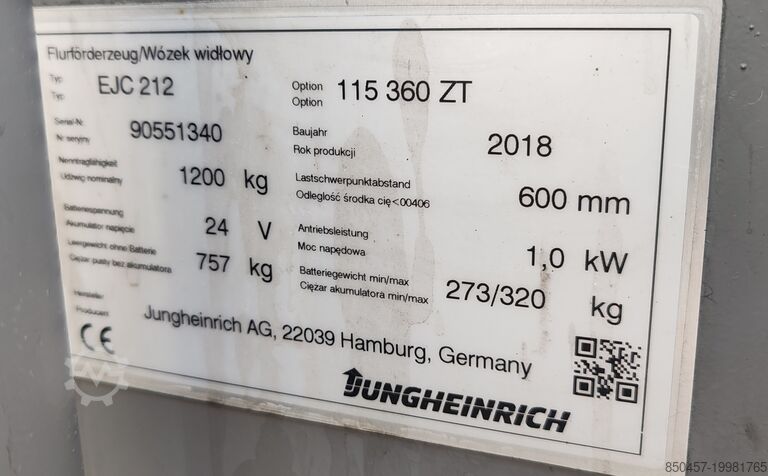 Flurförderzeug/Wózek widłowy
Typ EJC 212 Option 115 360 ZT
Typ Option
Serial-Nr. 90551340 Baujahr 2018
Nr seryjny Rok produkcji
Nenntragfähigkeit 1200 kg Lastschwerpunktabstand 600 mm
Udźwig nominalny Odległość środka cię<00406
Batteriespannung 24 V Antriebsleistung 1,0 kW
Akumulator napięcie Moc napędowa
Leergewicht ohne Batterie 757 kg Batteriegewicht min/max 273/320 kg
Ciężar pusty bez akumulatora Ciężar akumulatora min/max
Hersteller Jungheinrich AG, 22039 Hamburg, Germany
Producent
CE
JUNGHEINRICH
850457-19981765